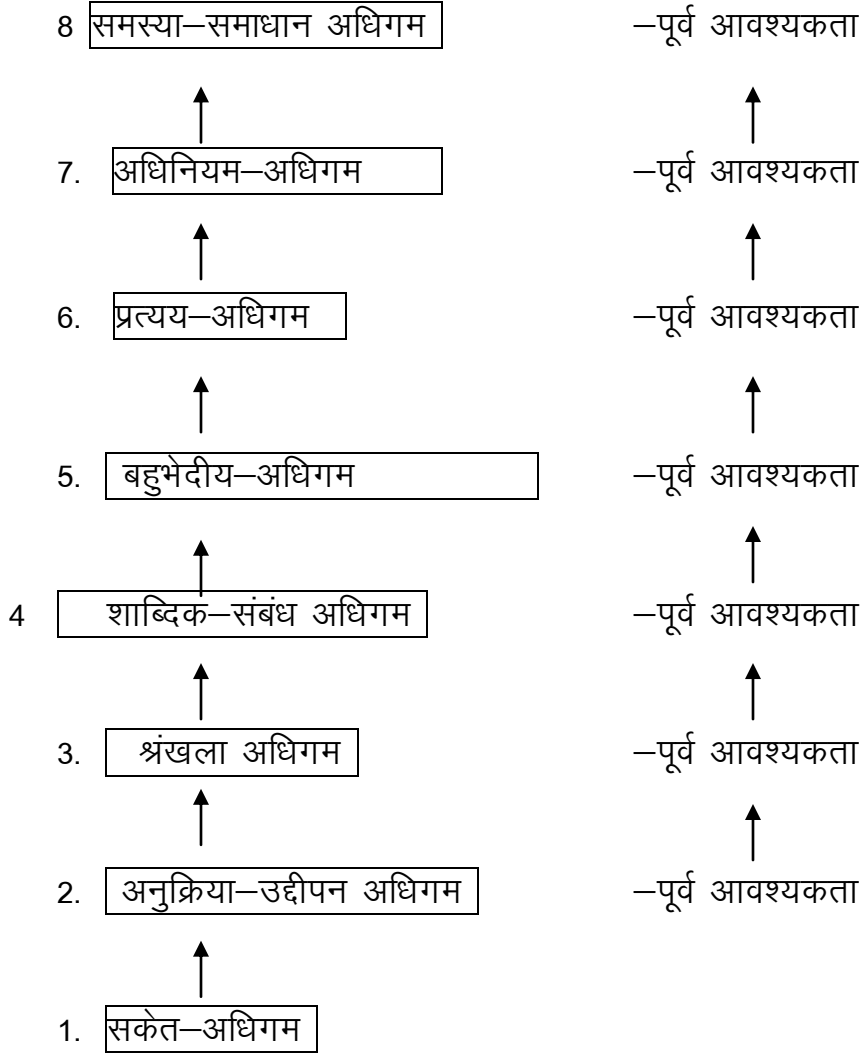 8 समस्या–समाधान अधिगम –पूर्व आवश्यकता
7. अधिनियम–अधिगम –पूर्व आवश्यकता
6. प्रत्यय–अधिगम –पूर्व आवश्यकता
5. बहुभेदीय–अधिगम –पूर्व आवश्यकता
4 शाब्दिक–संबंध अधिगम –पूर्व आवश्यकता
3. श्रंखला अधिगम –पूर्व आवश्यकता
2. अनुक्रिया–उद्दीपन अधिगम –पूर्व आवश्यकता
1. सकेत–अधिगम